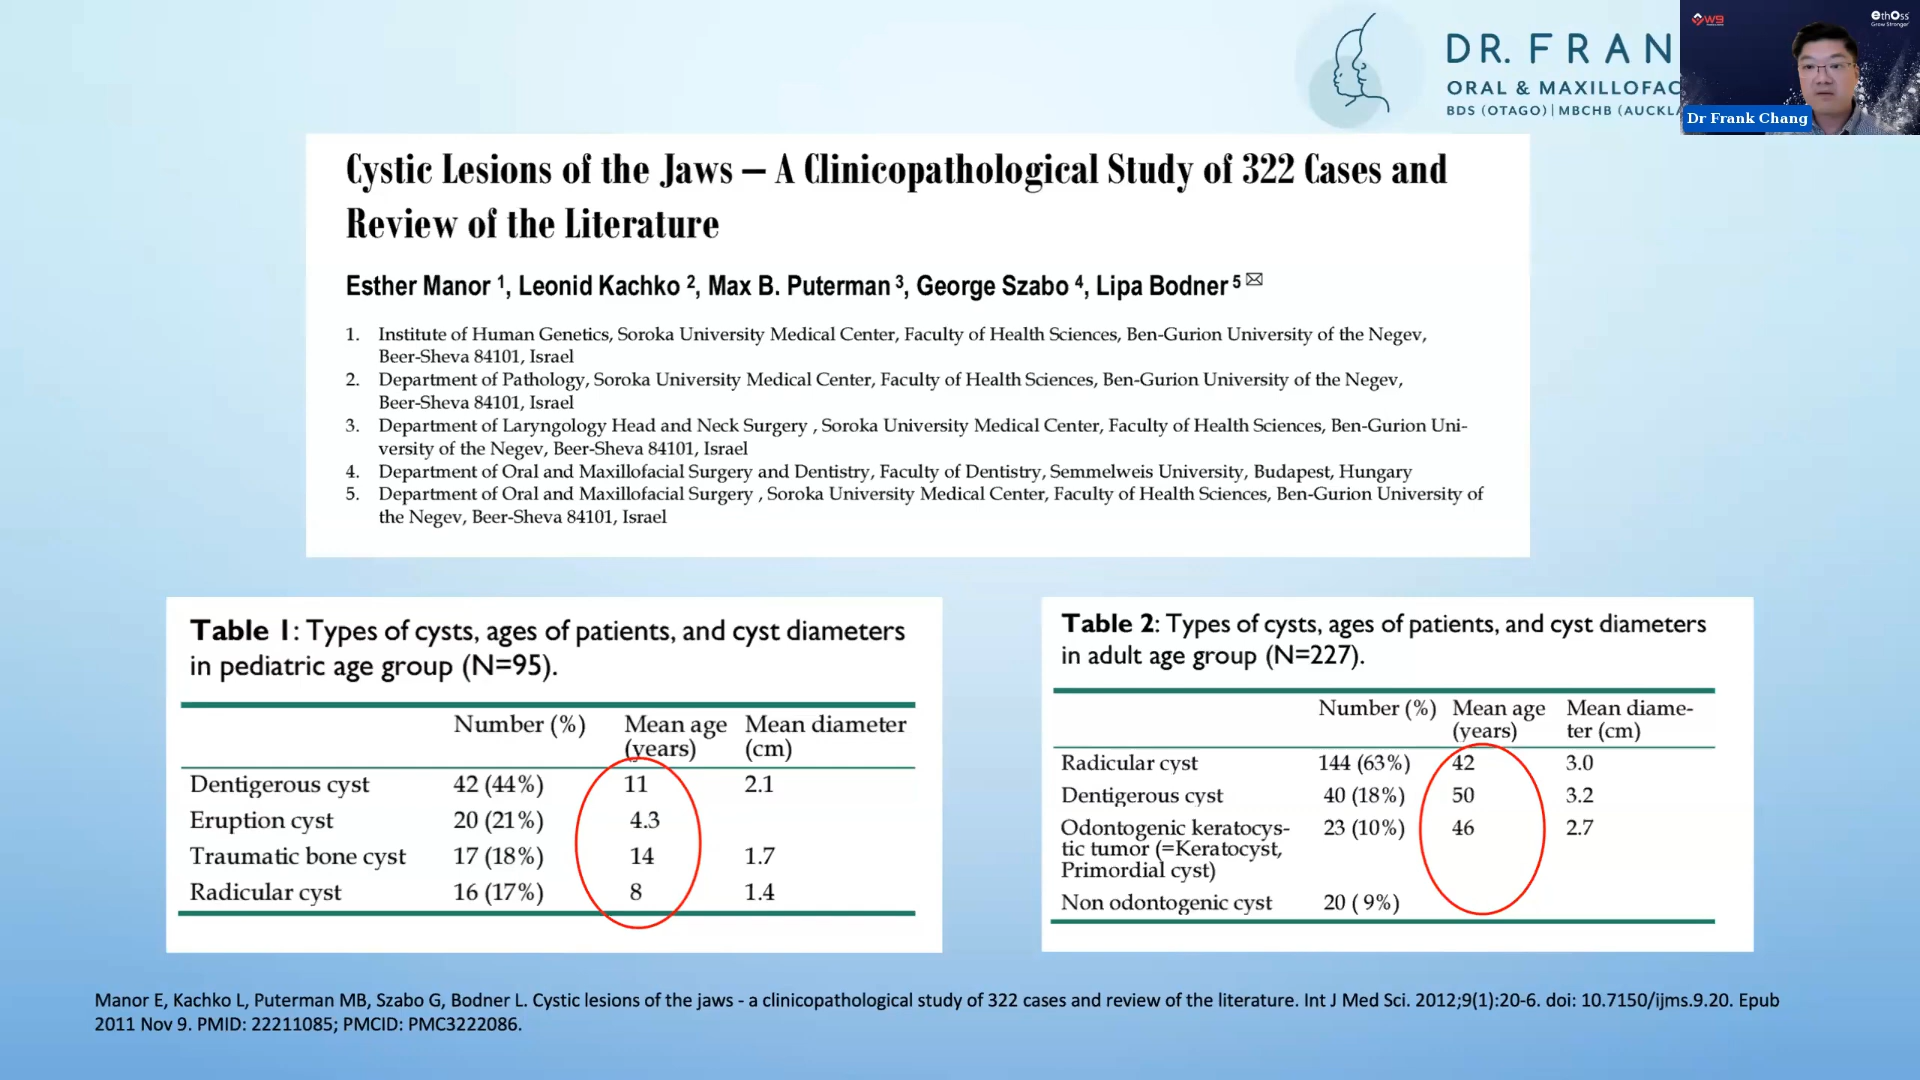 DR. FRAN
ORAL & MAXILLOFAC
BDS (OTAGO) | MBCHB (AUCKLA
W9
ethOss
Grow Stronger
Dr Frank Chang
Cystic Lesions of the Jaws – A Clinicopathological Study of 322 Cases and
Review of the Literature
Esther Manor 1, Leonid Kachko 2, Max B. Puterman 3, George Szabo 4, Lipa Bodner 5 ✉
1. Institute of Human Genetics, Soroka University Medical Center, Faculty of Health Sciences, Ben-Gurion University of the Negev,
Beer-Sheva 84101, Israel
2. Department of Pathology, Soroka University Medical Center, Faculty of Health Sciences, Ben-Gurion University of the Negev,
Beer-Sheva 84101, Israel
3. Department of Laryngology Head and Neck Surgery , Soroka University Medical Center, Faculty of Health Sciences, Ben-Gurion Uni-
versity of the Negev, Beer-Sheva 84101, Israel
4. Department of Oral and Maxillofacial Surgery and Dentistry, Faculty of Dentistry, Semmelweis University, Budapest, Hungary
5. Department of Oral and Maxillofacial Surgery , Soroka University Medical Center, Faculty of Health Sciences, Ben-Gurion University of
the Negev, Beer-Sheva 84101, Israel
Table 1: Types of cysts, ages of patients, and cyst diameters
in pediatric age group (N=95).
Number (%) Mean age Mean diameter
(years) (cm)
Dentigerous cyst 42 (44%) 11 2.1
Eruption cyst 20 (21%) 4.3
Traumatic bone cyst 17 (18%) 14 1.7
Radicular cyst 16 (17%) 8 1.4
Table 2: Types of cysts, ages of patients, and cyst diameters
in adult age group (N=227).
Number (%) Mean age Mean diame-
(years) ter (cm)
Radicular cyst 144 (63%) 42 3.0
Dentigerous cyst 40 (18%) 50 3.2
Odontogenic keratocys- 23 (10%) 46 2.7
tic tumor (=Keratocyst,
Primordial cyst)
Non odontogenic cyst 20 ( 9%)
Manor E, Kachko L, Puterman MB, Szabo G, Bodner L. Cystic lesions of the jaws - a clinicopathological study of 322 cases and review of the literature. Int J Med Sci. 2012;9(1):20-6. doi: 10.7150/ijms.9.20. Epub
2011 Nov 9. PMID: 22211085; PMCID: PMC3222086.